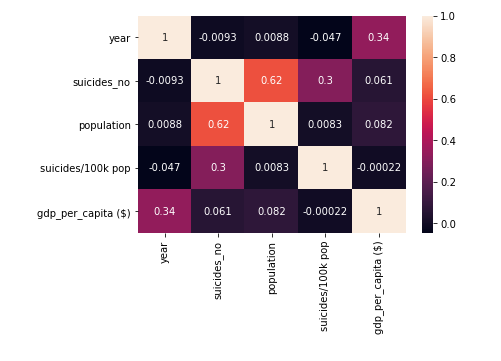 year 1 -0.0093 0.0088 -0.047 0.34
suicides_no -0.0093 1 0.62 0.3 0.061
population 0.0088 0.62 1 0.0083 0.082
suicides/100k pop -0.047 0.3 0.0083 1 -0.00022
gdp_per_capita ($) 0.34 0.061 0.082 -0.00022 1
year
suicides_no
population
suicides/100k pop
gdp_per_capita ($)
1.0
0.8
0.6
0.4
0.2
0.0